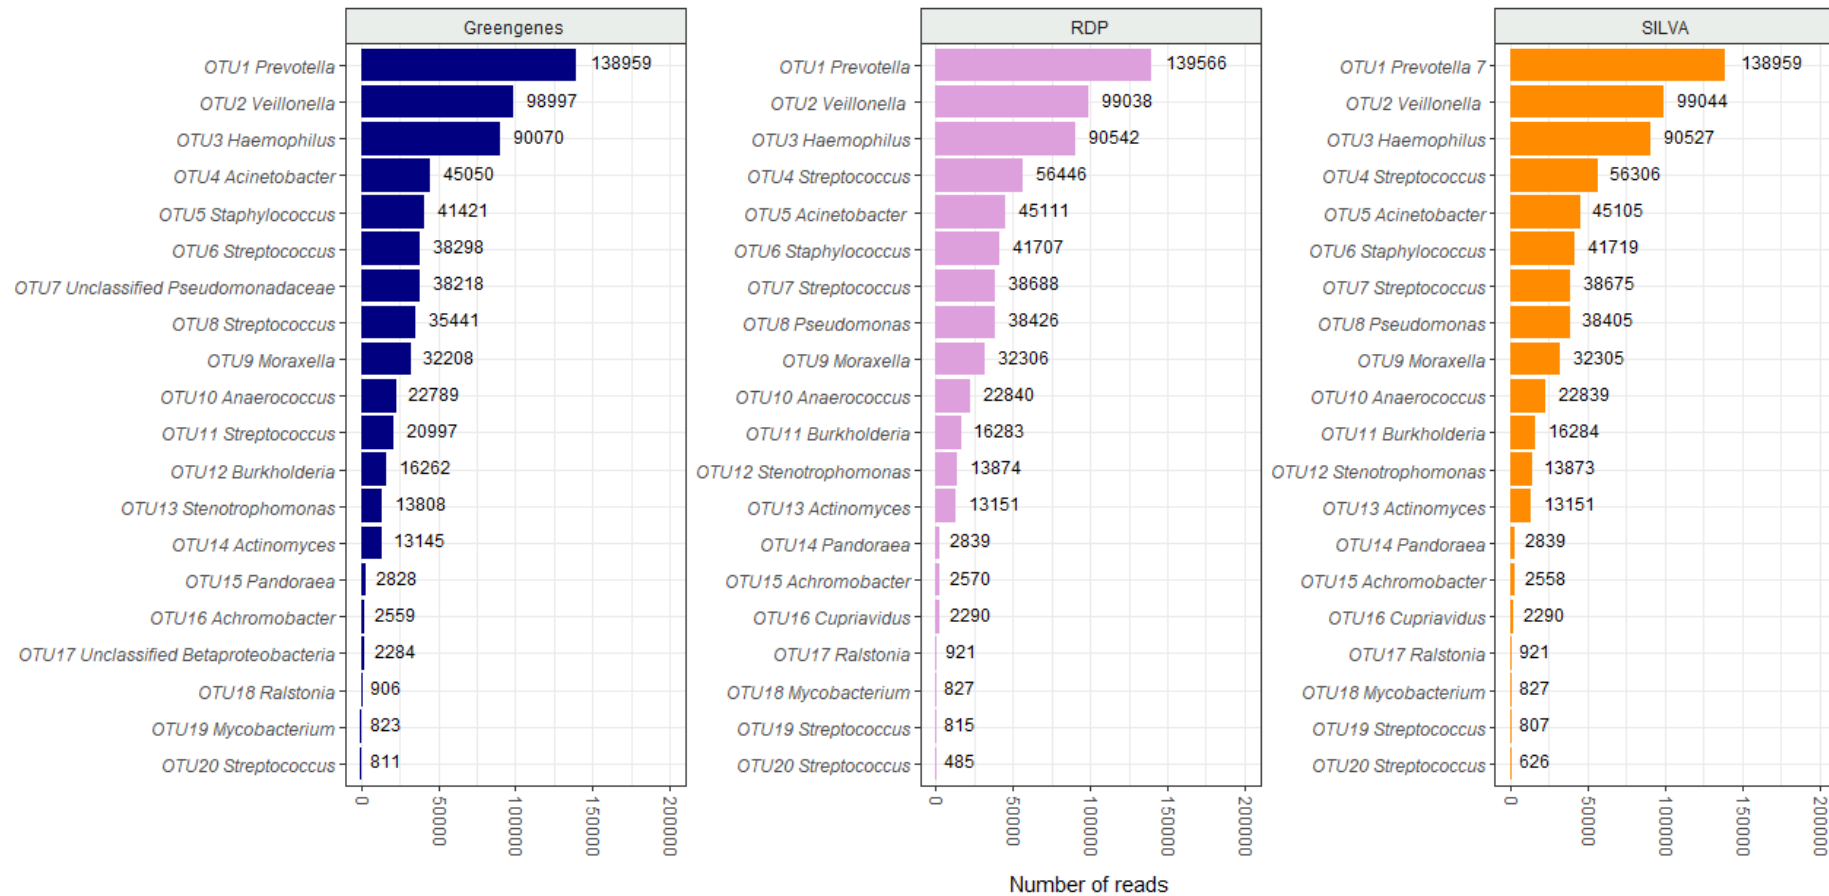 Greengenes
OTU1 Prevotella 138959
OTU2 Veillonella 98997
OTU3 Haemophilus 90070
OTU4 Acinetobacter 45050
OTU5 Staphylococcus 41421
OTU6 Streptococcus 38298
OTU7 Unclassified Pseudomonadaceae 38218
OTU8 Streptococcus 35441
OTU9 Moraxella 32208
OTU10 Anaerococcus 22789
OTU11 Streptococcus 20997
OTU12 Burkholderia 16262
OTU13 Stenotrophomonas 13808
OTU14 Actinomyces 13145
OTU15 Pandoraea 2828
OTU16 Achromobacter 2559
OTU17 Unclassified Betaproteobacteria 2284
OTU18 Ralstonia 906
OTU19 Mycobacterium 823
OTU20 Streptococcus 811
0 50000 100000 150000 200000
RDP
OTU1 Prevotella 139566
OTU2 Veillonella 99038
OTU3 Haemophilus 90542
OTU4 Streptococcus 56446
OTU5 Acinetobacter 45111
OTU6 Staphylococcus 41707
OTU7 Streptococcus 38688
OTU8 Pseudomonas 38426
OTU9 Moraxella 32306
OTU10 Anaerococcus 22840
OTU11 Burkholderia 16283
OTU12 Stenotrophomonas 13874
OTU13 Actinomyces 13151
OTU14 Pandoraea 2839
OTU15 Achromobacter 2570
OTU16 Cupriavidus 2290
OTU17 Ralstonia 921
OTU18 Mycobacterium 827
OTU19 Streptococcus 815
OTU20 Streptococcus 485
0 50000 100000 150000 200000
SILVA
OTU1 Prevotella 7 138959
OTU2 Veillonella 99044
OTU3 Haemophilus 90527
OTU4 Streptococcus 56306
OTU5 Acinetobacter 45105
OTU6 Staphylococcus 41719
OTU7 Streptococcus 38675
OTU8 Pseudomonas 38405
OTU9 Moraxella 32305
OTU10 Anaerococcus 22839
OTU11 Burkholderia 16284
OTU12 Stenotrophomonas 13873
OTU13 Actinomyces 13151
OTU14 Pandoraea 2839
OTU15 Achromobacter 2558
OTU16 Cupriavidus 2290
OTU17 Ralstonia 921
OTU18 Mycobacterium 827
OTU19 Streptococcus 807
OTU20 Streptococcus 626
0 50000 100000 150000 200000
Number of reads